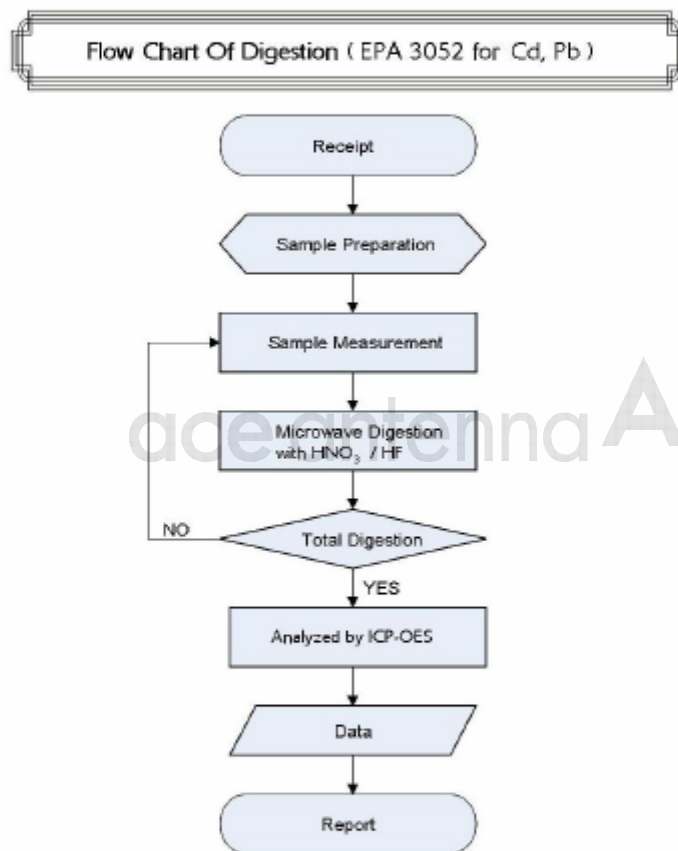 Flow Chart Of Digestion ( EPA 3052 for Cd, Pb )
Receipt
Sample Preparation
Sample Measurement
Microwave Digestion
with HNO₃ / HF
ace antenna A
NO
Total Digestion
YES
Analyzed by ICP-OES
Data
Report